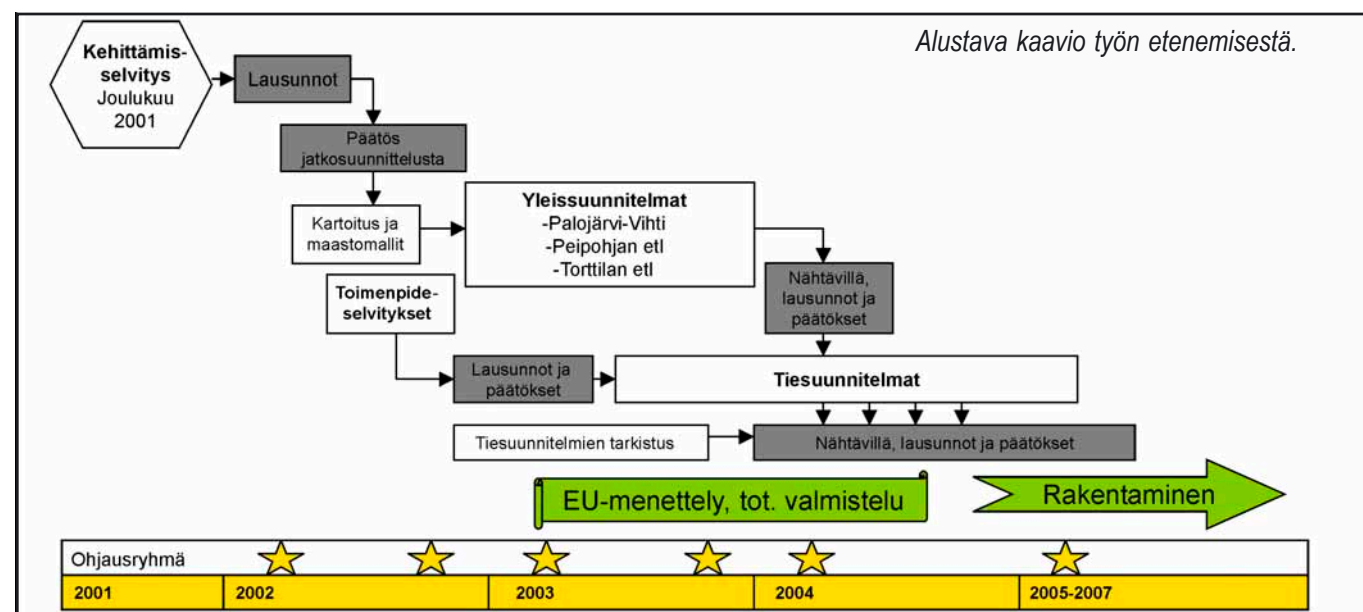 Alustava kaavio työn etenemisestä.
Kehittämis-
selvitys
Joulukuu
2001
Lausunnot
Päätös
jatkosuunnittelusta
Kartoitus ja
maastomallit
Yleissuunnitelmat
-Palojärvi-Vihti
-Peipohjan etl
-Torttilan etl
Nähtävillä,
lausunnot ja
päätökset
Toimenpide-
selvitykset
Lausunnot ja
päätökset
Tiesuunnitelmat
Tiesuunnitelmien tarkistus
Nähtävillä, lausunnot ja päätökset
EU-menettely, tot. valmistelu
Rakentaminen
Ohjausryhmä
2001 2002 2003 2004 2005-2007